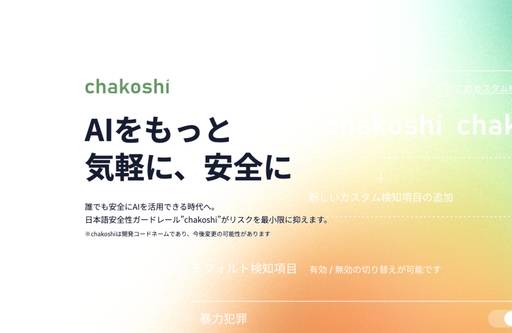 chakoshi
AIをもっと
気軽に、安全に
誰でも安全にAIを活用できる時代へ。
日本語安全性ガードレール“chakoshi”がリスクを最小限に抑えます。
※chakoshiは開発コードネームであり、今後変更の可能性があります
カスタム
chakoshi chak
新しいカスタム検知項目の追加
フォルト検知項目 有効 / 無効の切り替えが可能です
暴力犯罪